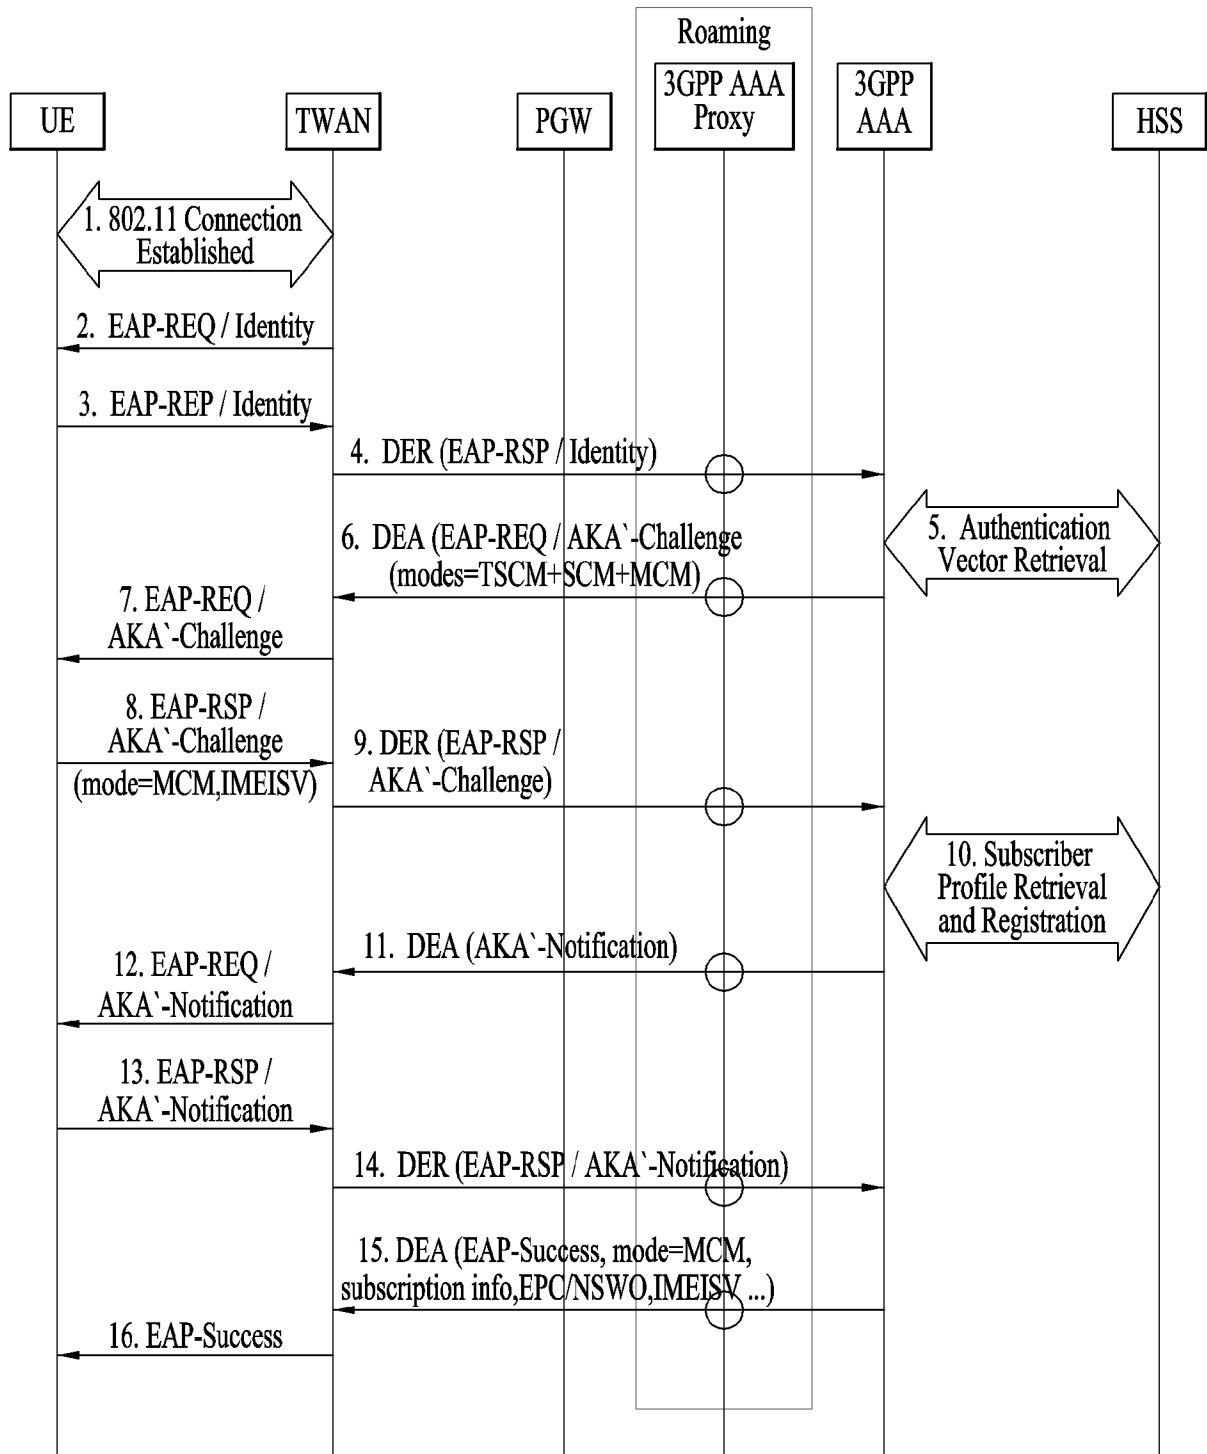 Roaming
UE
TWAN
PGW
3GPP AAA
Proxy
3GPP
AAA
HSS
1. 802.11 Connection
Established
2. EAP-REQ / Identity
3. EAP-REP / Identity
4. DER (EAP-RSP / Identity)
5. Authentication
Vector Retrieval
6. DEA (EAP-REQ / AKA`-Challenge
(modes=TSCM+SCM+MCM)
7. EAP-REQ /
AKA`-Challenge
8. EAP-RSP /
AKA`-Challenge
(mode=MCM,IMEISV)
9. DER (EAP-RSP /
AKA`-Challenge)
10. Subscriber
Profile Retrieval
and Registration
11. DEA (AKA`-Notification)
12. EAP-REQ /
AKA`-Notification
13. EAP-RSP /
AKA`-Notification
14. DER (EAP-RSP / AKA`-Notification)
15. DEA (EAP-Success, mode=MCM,
subscription info,EPC/NSWO,IMEISV ...)
16. EAP-Success